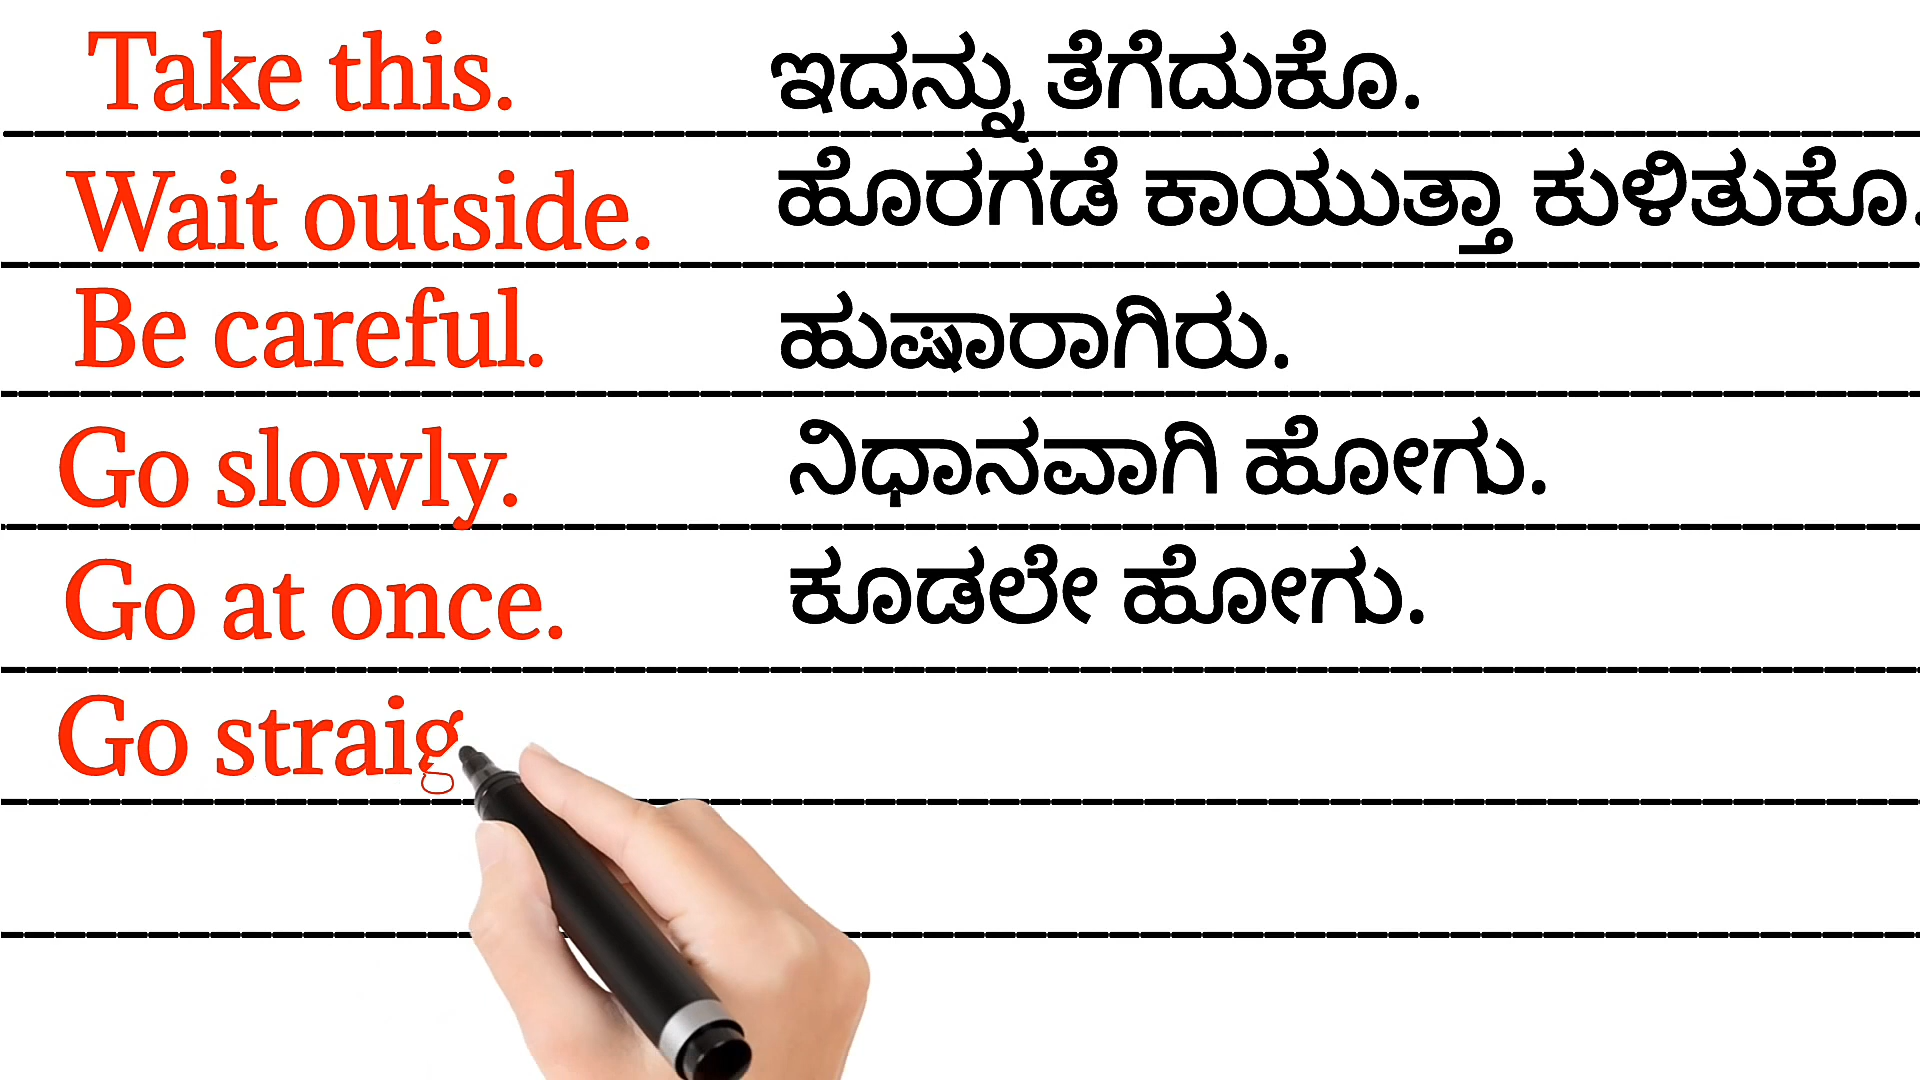 Take this. ಇದನ್ನು ತೆಗೆದುಕೊ.
Wait outside. ಹೊರಗಡೆ ಕಾಯುತ್ತಾ ಕುಳಿತುಕೊ.
Be careful. ಹುಷಾರಾಗಿರು.
Go slowly. ನಿಧಾನವಾಗಿ ಹೋಗು.
Go at once. ಕೂಡಲೇ ಹೋಗು.
Go straig